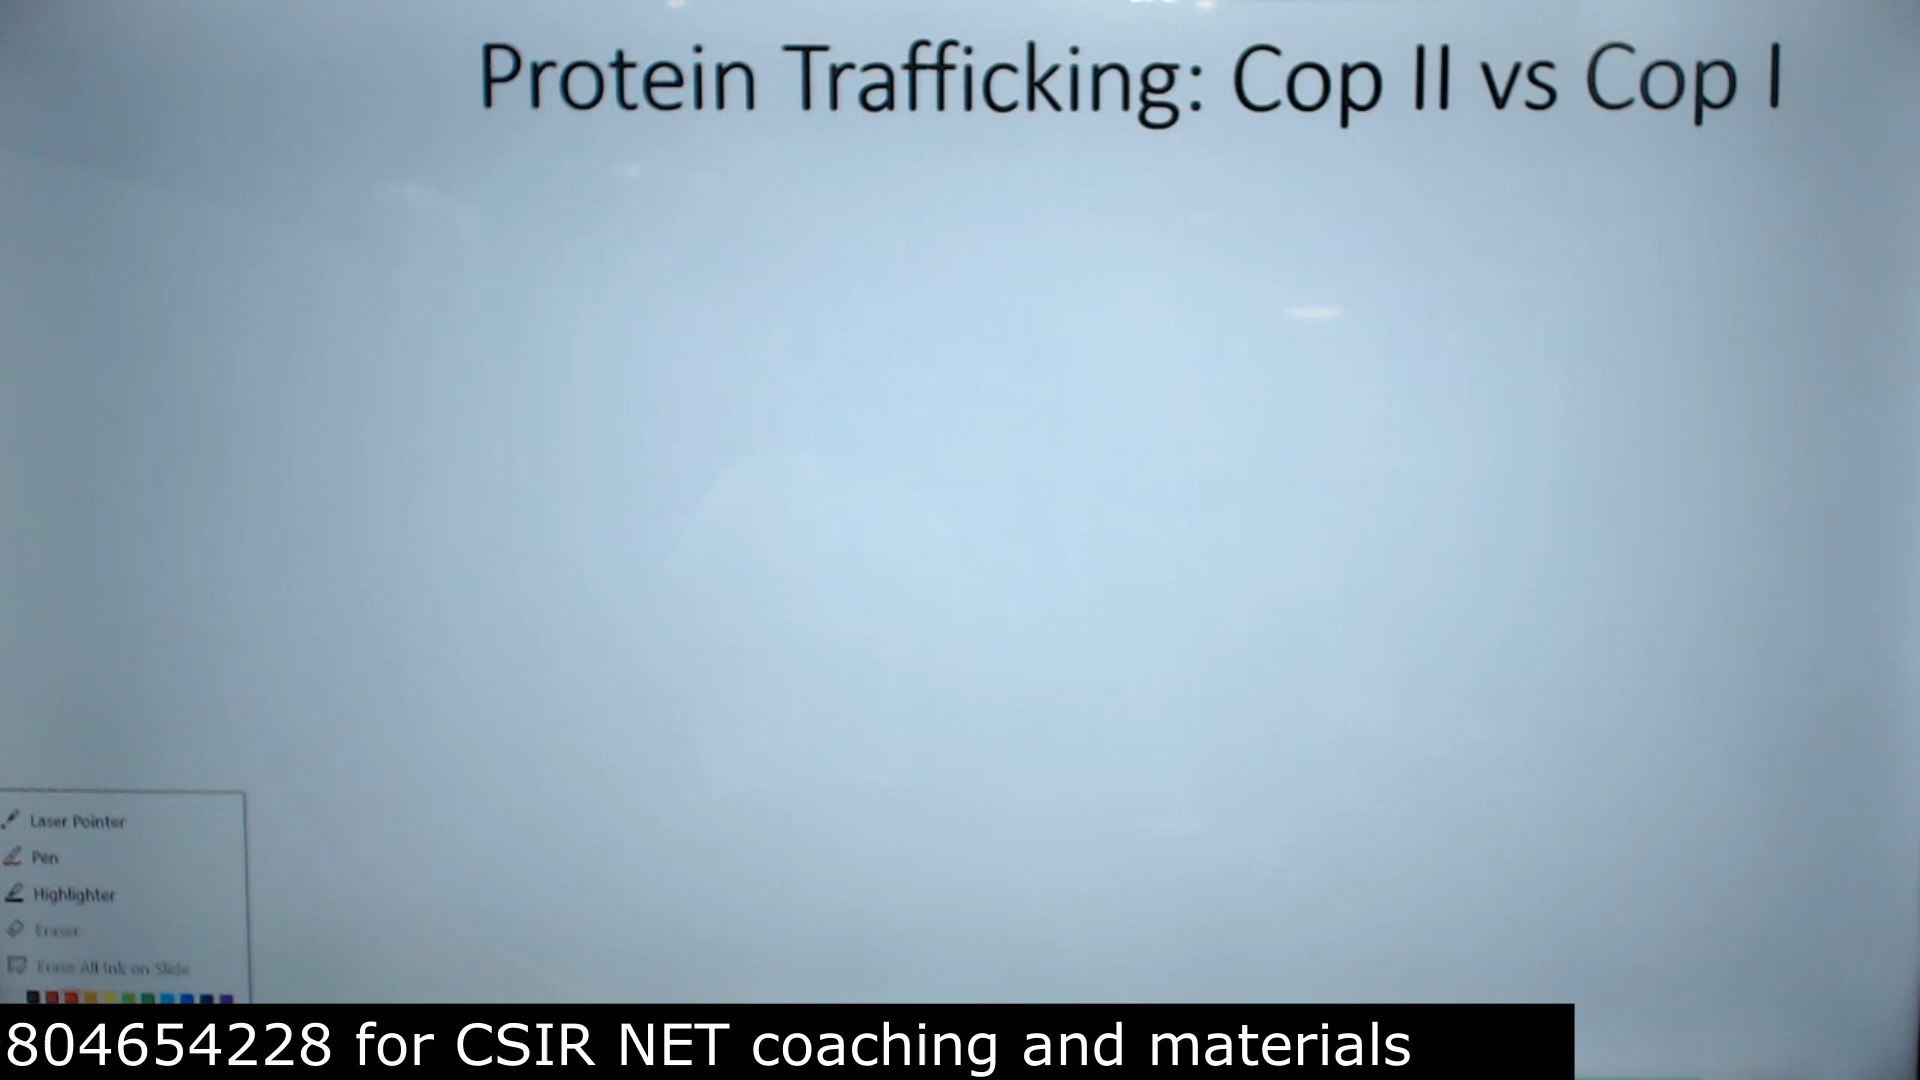 Protein Trafficking: Cop II vs Cop I
Laser Pointer
Pen
Highlighter
Eraser
Erase All Ink on Slide
804654228 for CSIR NET coaching and materials